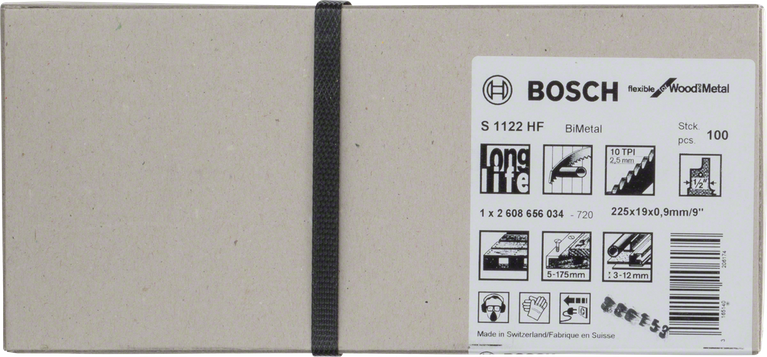 BOSCH flexible for Wood and Metal
S 1122 HF BiMetal Stck. pcs. 100
long life
10 TPI
2,5 mm
1/2"
1 x 2 608 656 034 - 720 225x19x0,9mm/9"
5-175mm
3-12mm
Made in Switzerland/Fabrique en Suisse